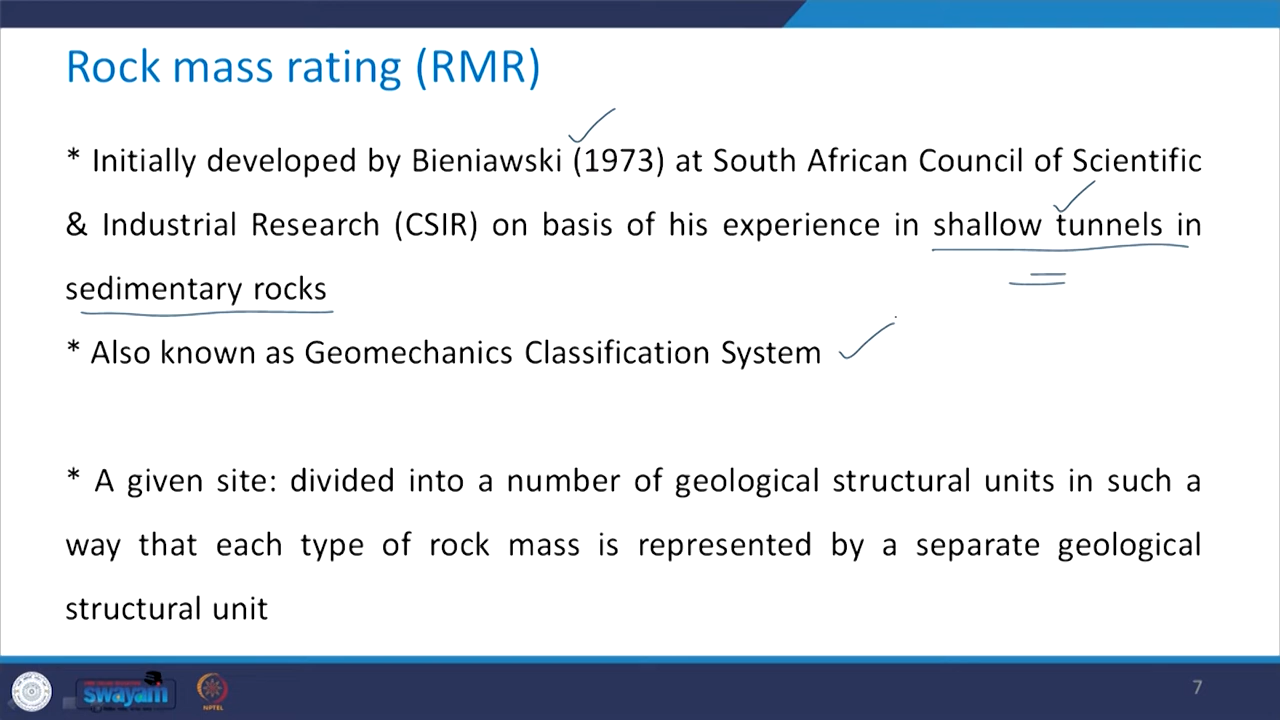 Rock mass rating (RMR)
* Initially developed by Bieniawski (1973) at South African Council of Scientific
& Industrial Research (CSIR) on basis of his experience in shallow tunnels in
sedimentary rocks
* Also known as Geomechanics Classification System
* A given site: divided into a number of geological structural units in such a
way that each type of rock mass is represented by a separate geological
structural unit
swayam
NPTEL
7